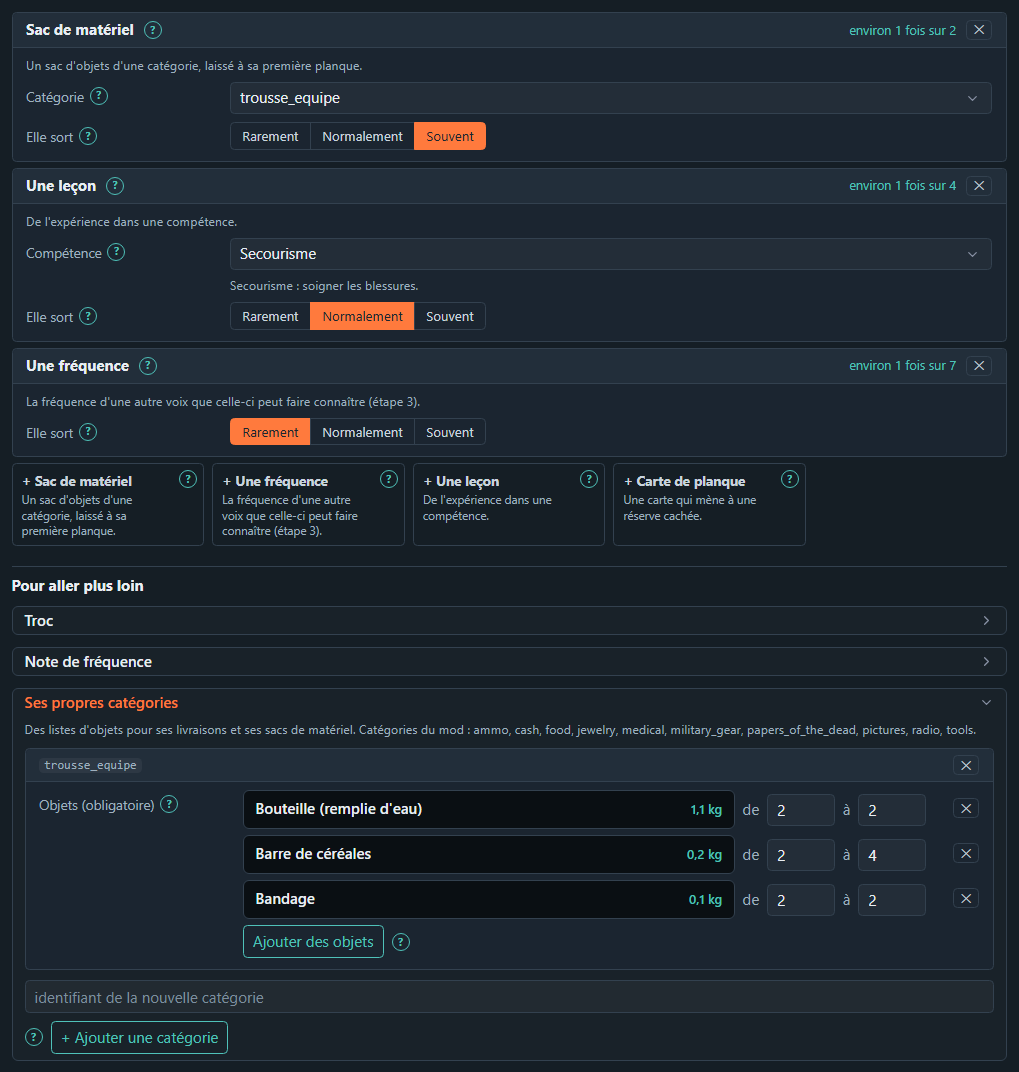 Sac de matériel ? environ 1 fois sur 2 ×
Un sac d'objets d'une catégorie, laissé à sa première planque.
Catégorie ? trousse_equipe
Elle sort ? Rarement Normalement Souvent
Une leçon ? environ 1 fois sur 4 ×
De l'expérience dans une compétence.
Compétence ? Secourisme
Secourisme : soigner les blessures.
Elle sort ? Rarement Normalement Souvent
Une fréquence ? environ 1 fois sur 7 ×
La fréquence d'une autre voix que celle-ci peut faire connaître (étape 3).
Elle sort ? Rarement Normalement Souvent
+ Sac de matériel ?
Un sac d'objets d'une
catégorie, laissé à sa
première planque.
+ Une fréquence ?
La fréquence d'une autre
voix que celle-ci peut faire
connaître (étape 3).
+ Une leçon ?
De l'expérience dans une
compétence.
+ Carte de planque ?
Une carte qui mène à une
réserve cachée.
Pour aller plus loin
Troc
Note de fréquence
Ses propres catégories
Des listes d'objets pour ses livraisons et ses sacs de matériel. Catégories du mod : ammo, cash, food, jewelry, medical, military_gear, papers_of_the_dead, pictures, radio, tools.
trousse_equipe ×
Objets (obligatoire) ? Bouteille (remplie d'eau) 1,1 kg de 2 à 2 ×
Barre de céréales 0,2 kg de 2 à 4 ×
Bandage 0,1 kg de 2 à 2 ×
Ajouter des objets ?
identifiant de la nouvelle catégorie
? + Ajouter une catégorie